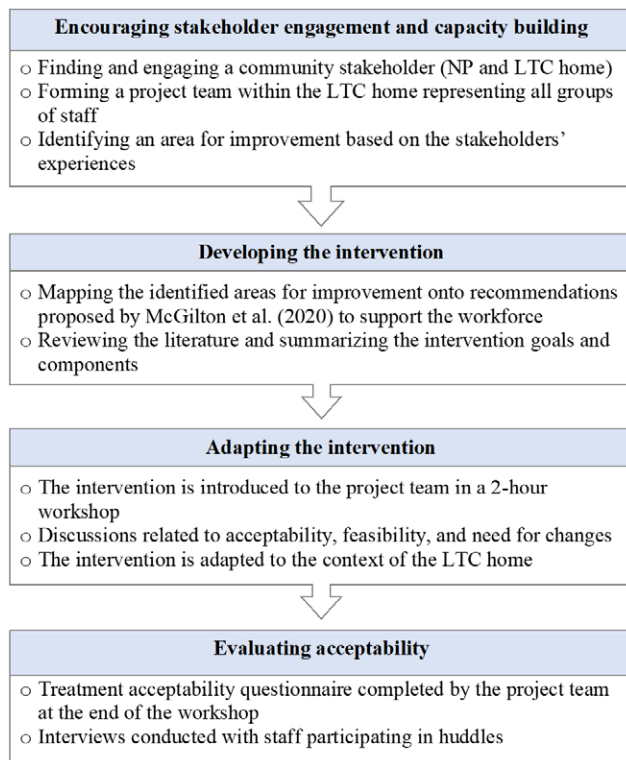 Encouraging stakeholder engagement and capacity building
○ Finding and engaging a community stakeholder (NP and LTC home)
○ Forming a project team within the LTC home representing all groups
of staff
○ Identifying an area for improvement based on the stakeholders'
experiences
Developing the intervention
○ Mapping the identified areas for improvement onto recommendations
proposed by McGilton et al. (2020) to support the workforce
○ Reviewing the literature and summarizing the intervention goals and
components
Adapting the intervention
○ The intervention is introduced to the project team in a 2-hour
workshop
○ Discussions related to acceptability, feasibility, and need for changes
○ The intervention is adapted to the context of the LTC home
Evaluating acceptability
○ Treatment acceptability questionnaire completed by the project team
at the end of the workshop
○ Interviews conducted with staff participating in huddles